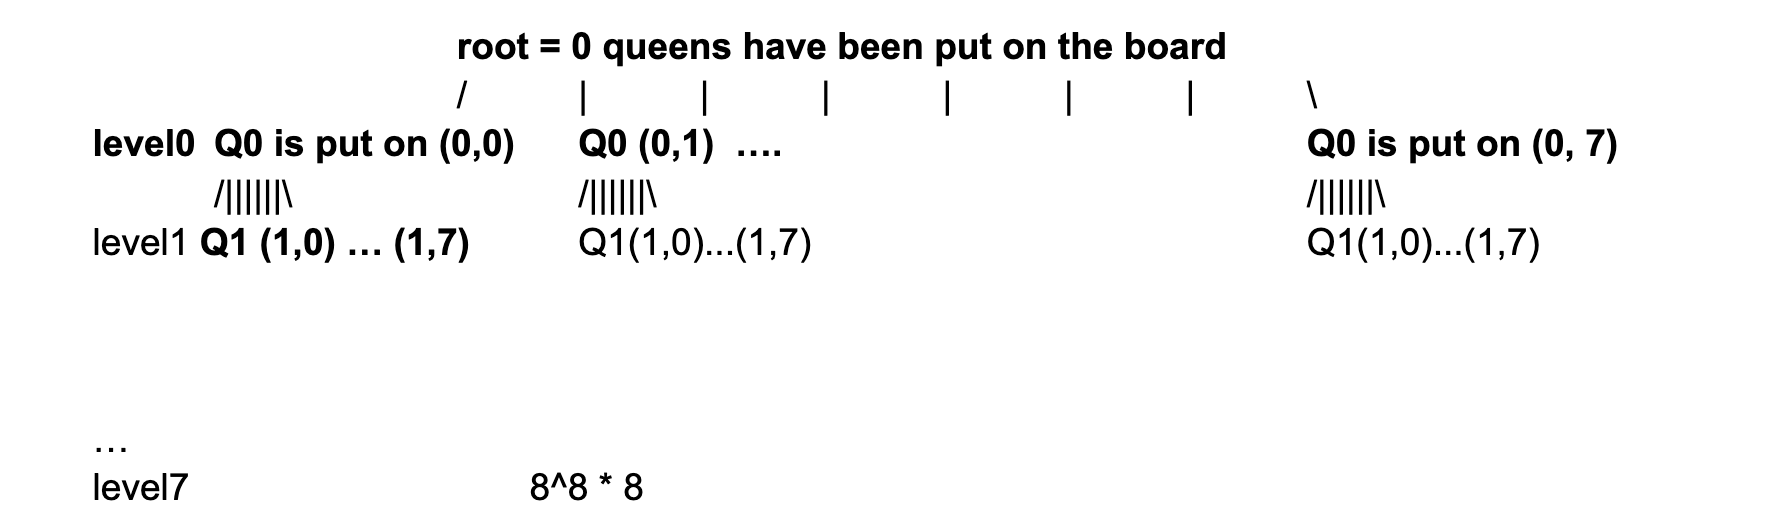 root = 0 queens have been put on the board
/ | | | | | | \
level0 Q0 is put on (0,0) Q0 (0,1) .... Q0 is put on (0, 7)
/||||||\ /||||||\ /||||||\
level1 Q1 (1,0) … (1,7) Q1(1,0)...(1,7) Q1(1,0)...(1,7)
…
level7 8^8 * 8